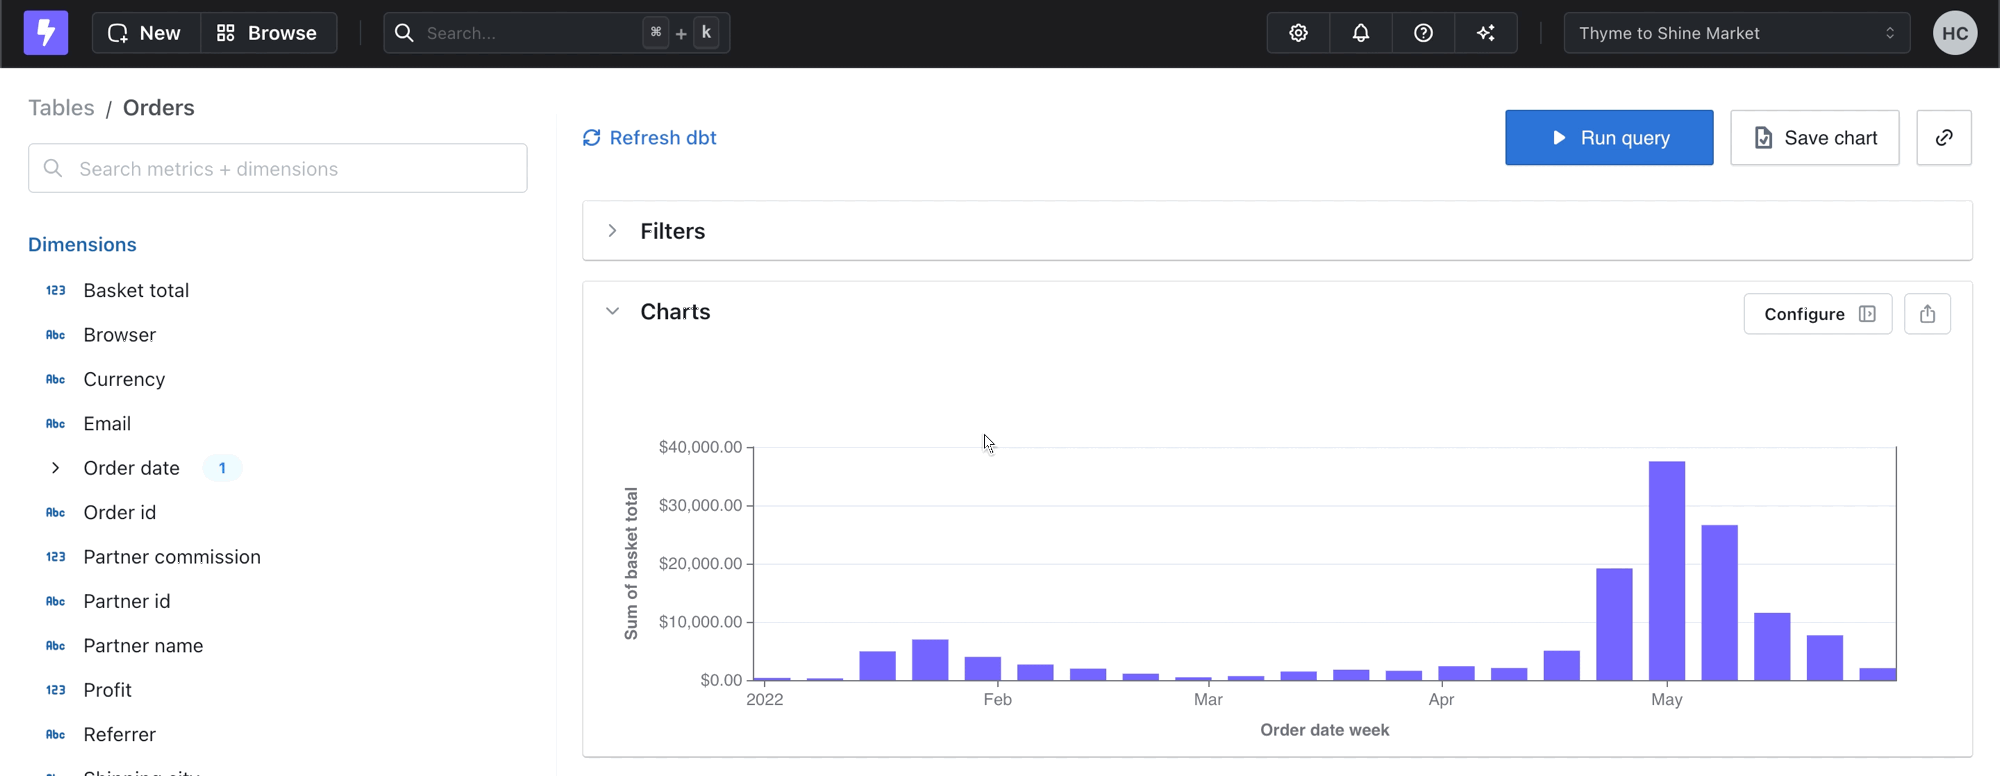 New Browse Search... ⌘ + k Thyme to Shine Market HC
Tables / Orders
Search metrics + dimensions
Dimensions
123 Basket total
Abc Browser
Abc Currency
Abc Email
Order date 1
Abc Order id
123 Partner commission
Abc Partner id
Abc Partner name
123 Profit
Abc Referrer
Refresh dbt Run query Save chart
Filters
Charts Configure
Sum of basket total
$40,000.00
$30,000.00
$20,000.00
$10,000.00
$0.00
2022 Feb Mar Apr May
Order date week